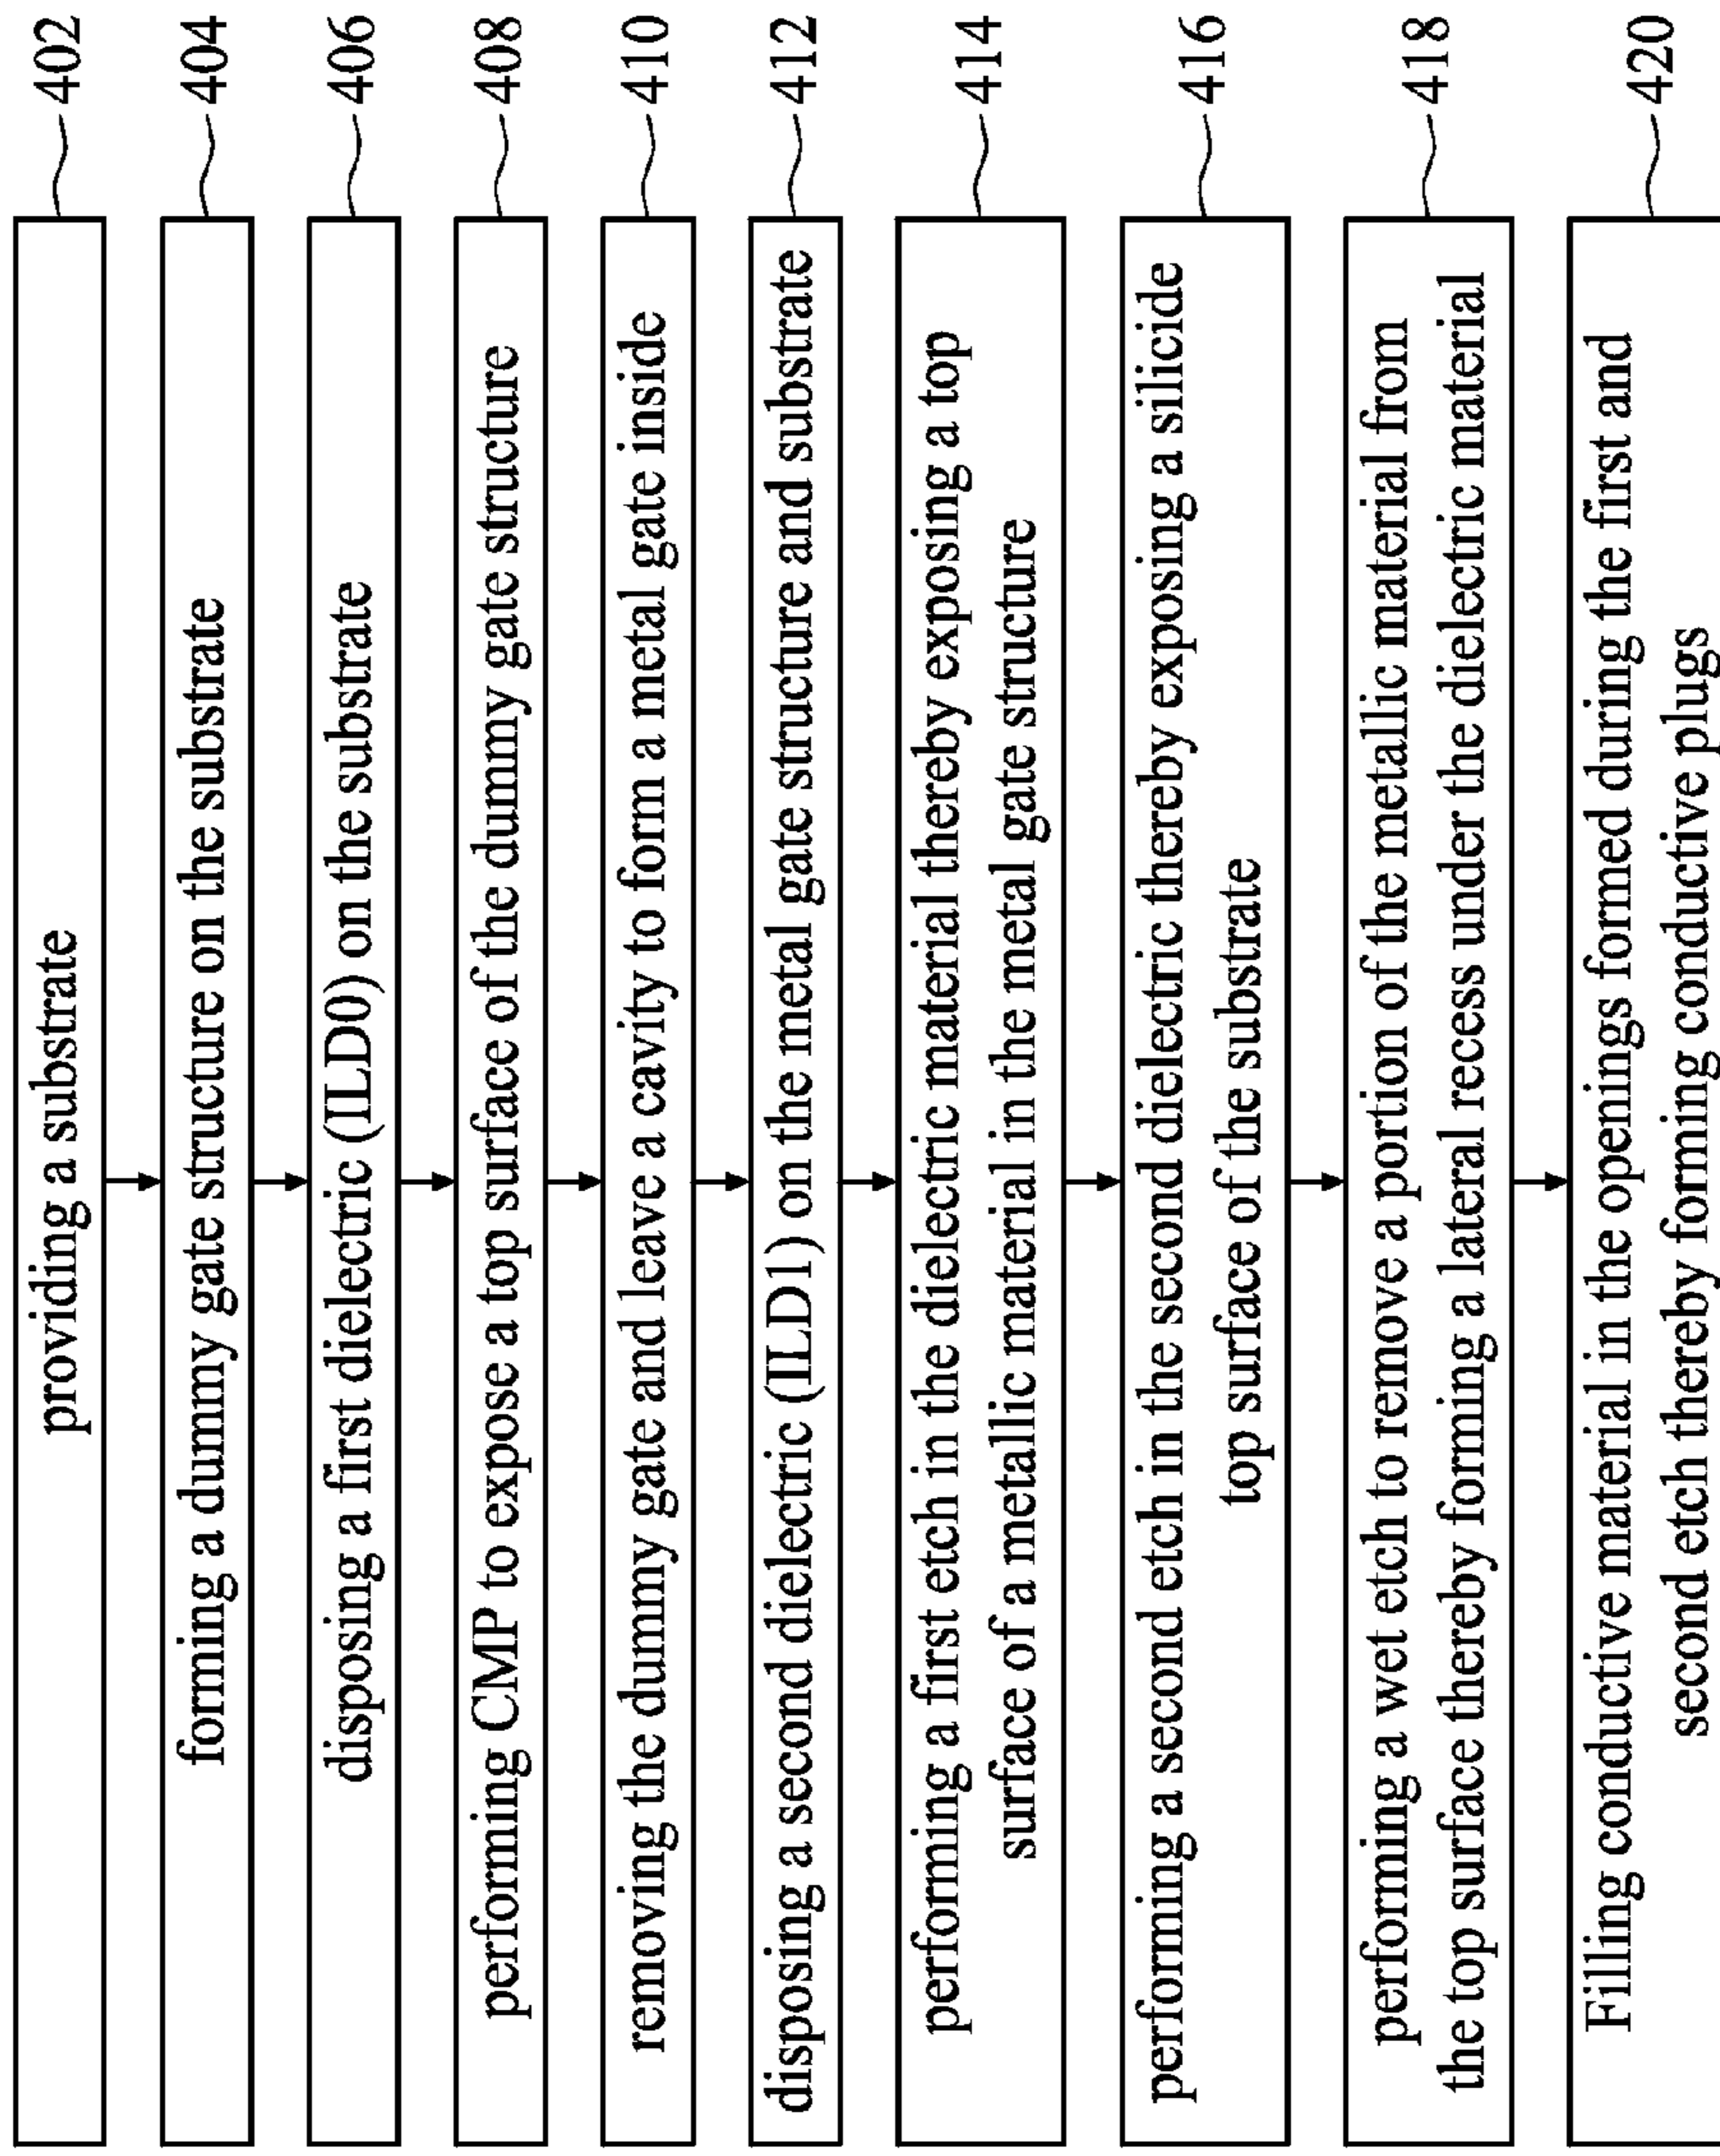 providing a substrate
402
forming a dummy gate structure on the substrate
404
disposing a first dielectric (ILD0) on the substrate
406
performing CMP to expose a top surface of the dummy gate structure
408
removing the dummy gate and leave a cavity to form a metal gate inside
410
disposing a second dielectric (ILD1) on the metal gate structure and substrate
412
performing a first etch in the dielectric material thereby exposing a top
surface of a metallic material in the metal gate structure
414
performing a second etch in the second dielectric thereby exposing a silicide
top surface of the substrate
416
performing a wet etch to remove a portion of the metallic material from
the top surface thereby forming a lateral recess under the dielectric material
418
Filling conductive material in the openings formed during the first and
second etch thereby forming conductive plugs
420